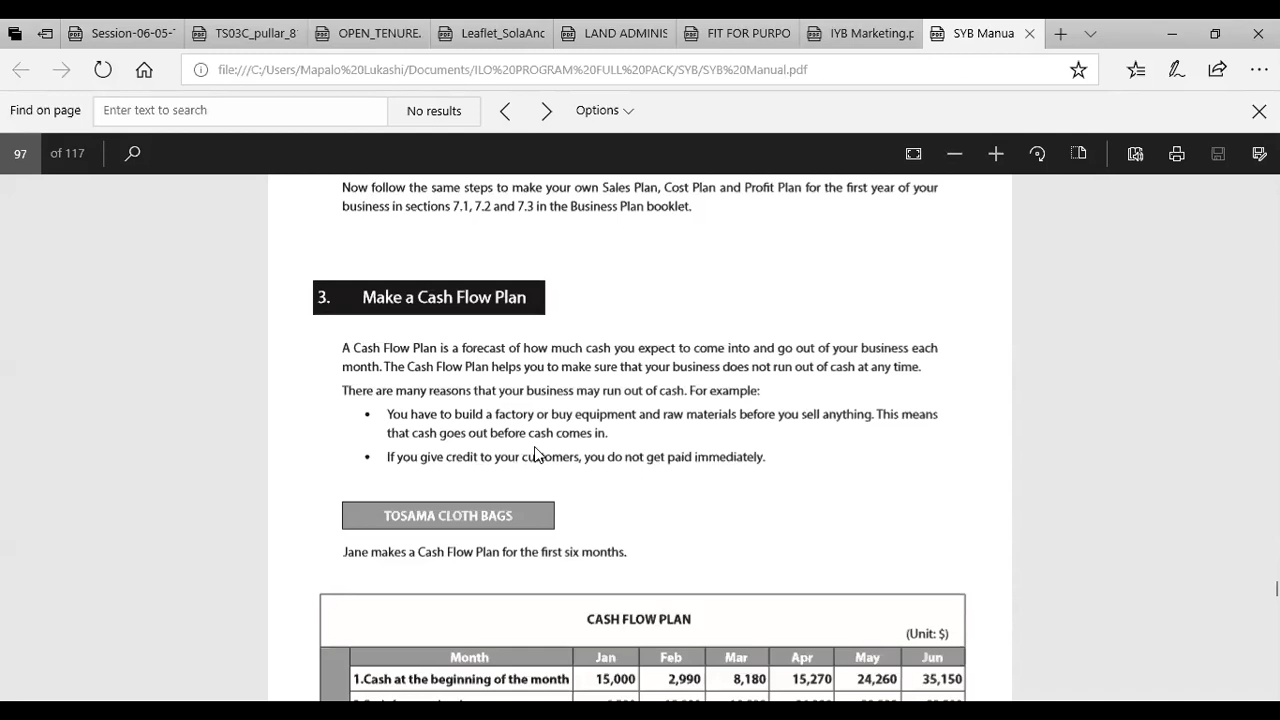 Session-06-05-
TS03C_pullar_8
OPEN_TENURE.
Leaflet_SolaAnd
LAND ADMINIS
FIT FOR PURPO
IYB Marketing.p
SYB Manua
file:///C:/Users/Mapalo%20Lukashi/Documents/ILO%20PROGRAM%20FULL%20PACK/SYB/SYB%20Manual.pdf
Find on page Enter text to search No results Options
97 of 117
Now follow the same steps to make your own Sales Plan, Cost Plan and Profit Plan for the first year of your
business in sections 7.1, 7.2 and 7.3 in the Business Plan booklet.
3. Make a Cash Flow Plan
A Cash Flow Plan is a forecast of how much cash you expect to come into and go out of your business each
month. The Cash Flow Plan helps you to make sure that your business does not run out of cash at any time.
There are many reasons that your business may run out of cash. For example:
• You have to build a factory or buy equipment and raw materials before you sell anything. This means
that cash goes out before cash comes in.
• If you give credit to your customers, you do not get paid immediately.
TOSAMA CLOTH BAGS
Jane makes a Cash Flow Plan for the first six months.
CASH FLOW PLAN
(Unit: $)
Month Jan Feb Mar Apr May Jun
1.Cash at the beginning of the month 15,000 2,990 8,180 15,270 24,260 35,150